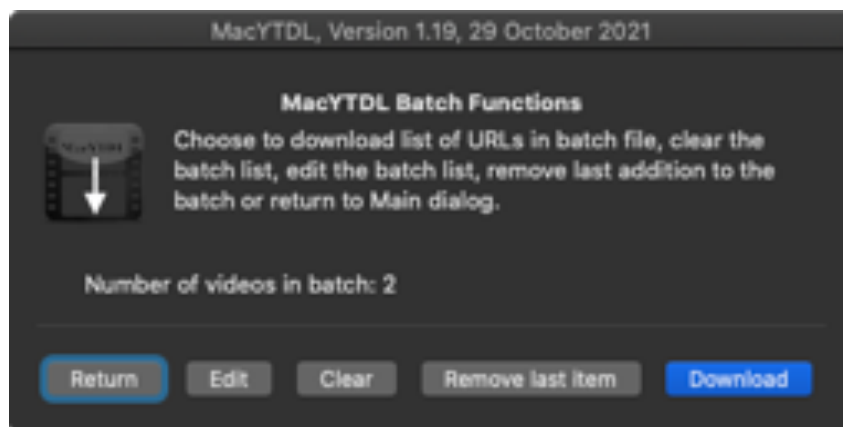 MacYTDL, Version 1.19, 29 October 2021
MacYTDL Batch Functions
Choose to download list of URLs in batch file, clear the
batch list, edit the batch list, remove last addition to the
batch or return to Main dialog.
MacYTDL
Number of videos in batch: 2
Return
Edit
Clear
Remove last item
Download